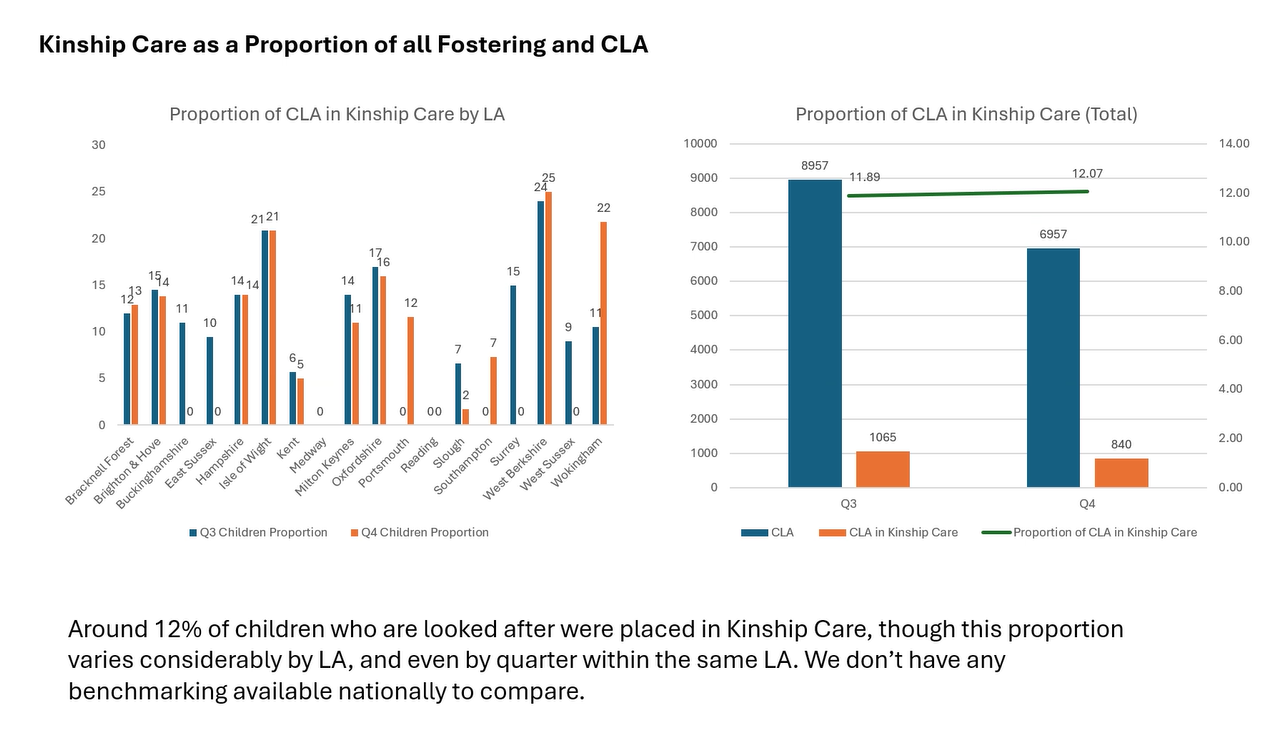 Kinship Care as a Proportion of all Fostering and CLA
Proportion of CLA in Kinship Care by LA
30
25
20
15
10
5
0
12
13
15
14
11
0
10
0
14
14
21
21
6
5
0
14
11
17
16
0
12
0
0
7
2
0
7
15
0
24
25
9
0
11
22
Bracknell Forest
Brighton & Hove
Buckinghamshire
East Sussex
Hampshire
Isle of Wight
Kent
Medway
Milton Keynes
Oxfordshire
Portsmouth
Reading
Slough
Southampton
Surrey
West Berkshire
West Sussex
Wokingham
Q3 Children Proportion
Q4 Children Proportion
Proportion of CLA in Kinship Care (Total)
10000
9000
8000
7000
6000
5000
4000
3000
2000
1000
0
14.00
12.00
10.00
8.00
6.00
4.00
2.00
0.00
8957
11.89
12.07
6957
1065
840
Q3
Q4
CLA
CLA in Kinship Care
Proportion of CLA in Kinship Care
Around 12% of children who are looked after were placed in Kinship Care, though this proportion
varies considerably by LA, and even by quarter within the same LA. We don’t have any
benchmarking available nationally to compare.